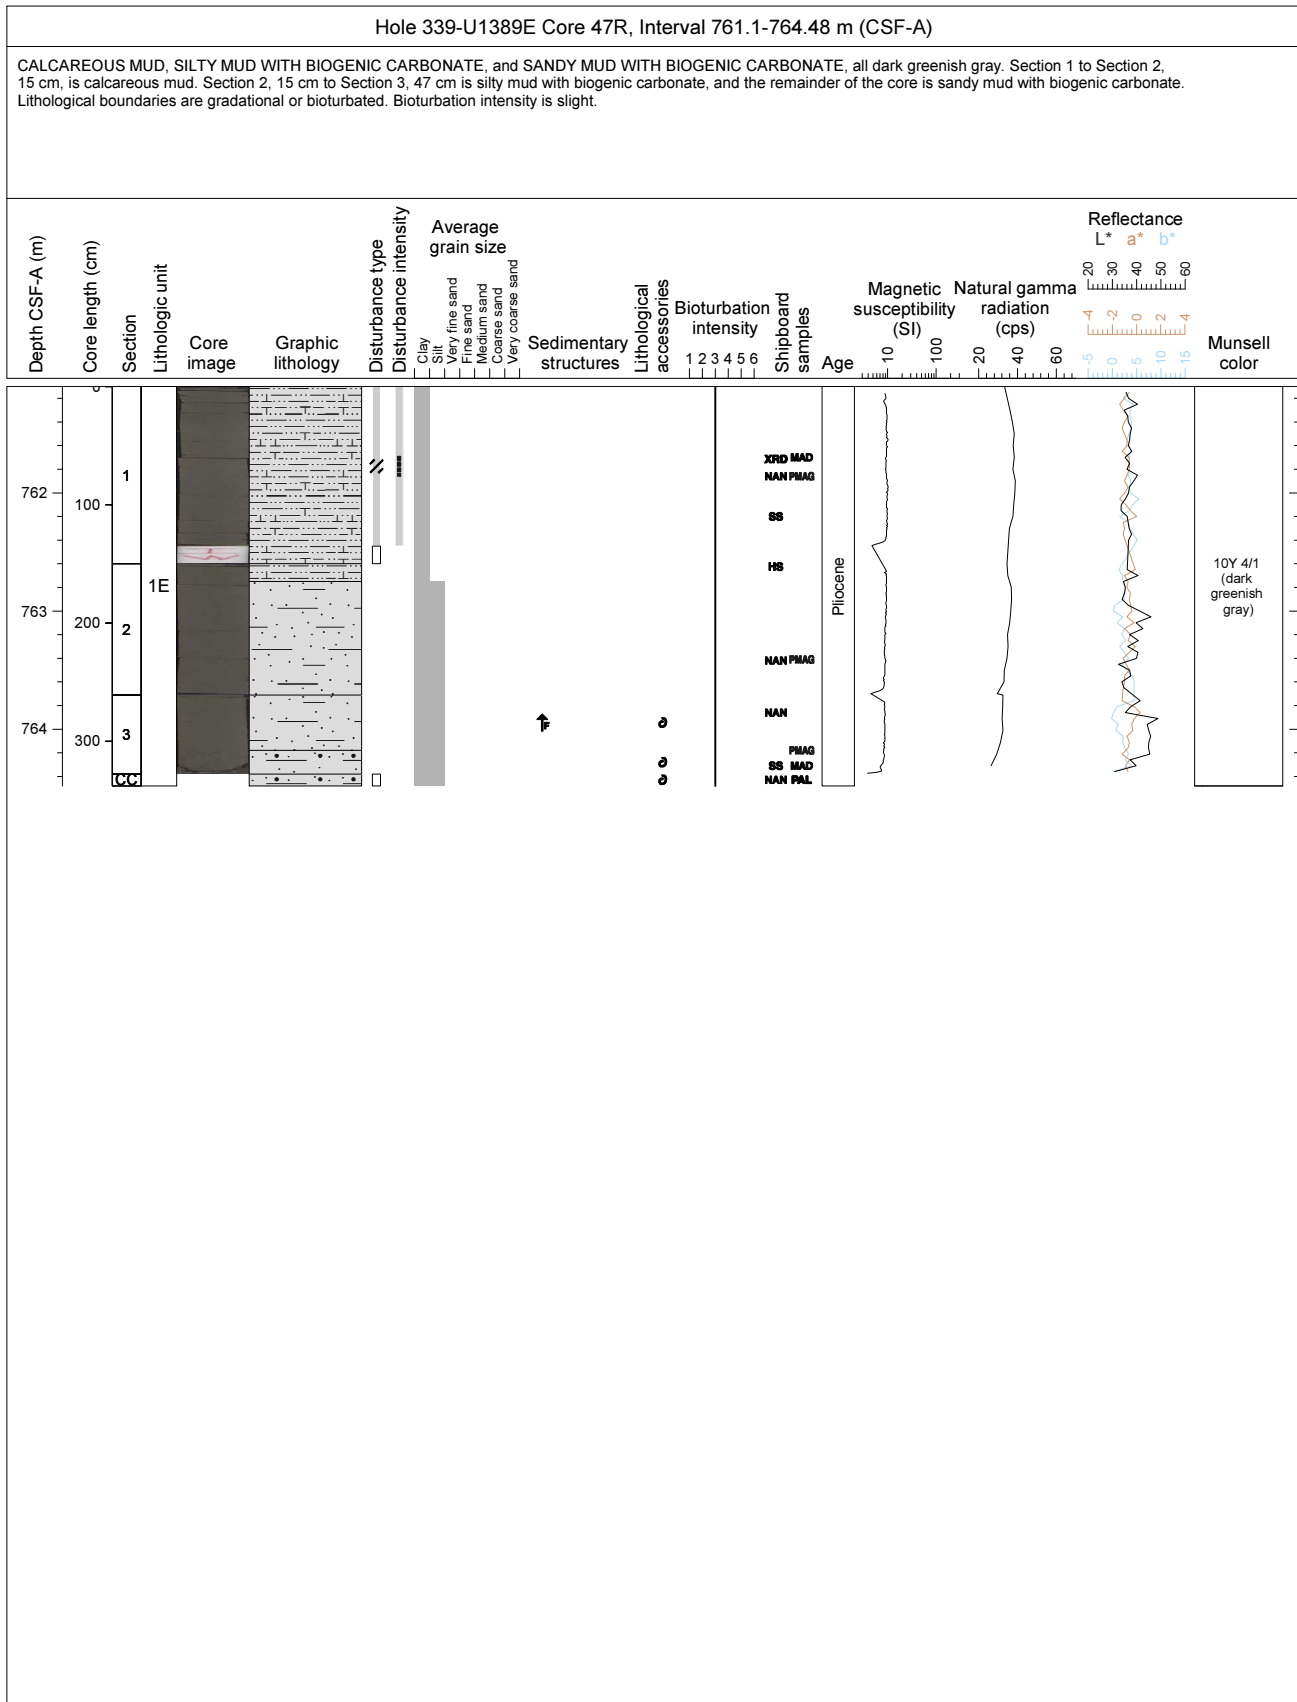 Hole 339-U1389E Core 47R, Interval 761.1-764.48 m (CSF-A)
CALCAREOUS MUD, SILTY MUD WITH BIOGENIC CARBONATE, and SANDY MUD WITH BIOGENIC CARBONATE, all dark greenish gray. Section 1 to Section 2,
15 cm, is calcareous mud. Section 2, 15 cm to Section 3, 47 cm is silty mud with biogenic carbonate, and the remainder of the core is sandy mud with biogenic carbonate.
Lithological boundaries are gradational or bioturbated. Bioturbation intensity is slight.
Depth CSF-A (m)
Core length (cm)
Section
Lithologic unit
Core
image
Graphic
lithology
Disturbance type
Disturbance intensity
Average
grain size
Clay
Silt
Very fine sand
Fine sand
Medium sand
Coarse sand
Very coarse sand
Sedimentary
structures
Lithological
accessories
Bioturbation
intensity
1 2 3 4 5 6
Shipboard
samples
Age
Magnetic
susceptibility
(SI)
10 100
Natural gamma
radiation
(cps)
20 40 60
Reflectance
L* a* b*
20 30 40 50 60
-4 -2 0 2 4
-5 0 5 10 15
Munsell
color
762
763
764
0
100
200
300
1
2
3
CC
1E
F
XRD MAD
NAN PMAG
SS
HS
NAN PMAG
NAN
PMAG
SS MAD
NAN PAL
Pliocene
10Y 4/1
(dark
greenish
gray)